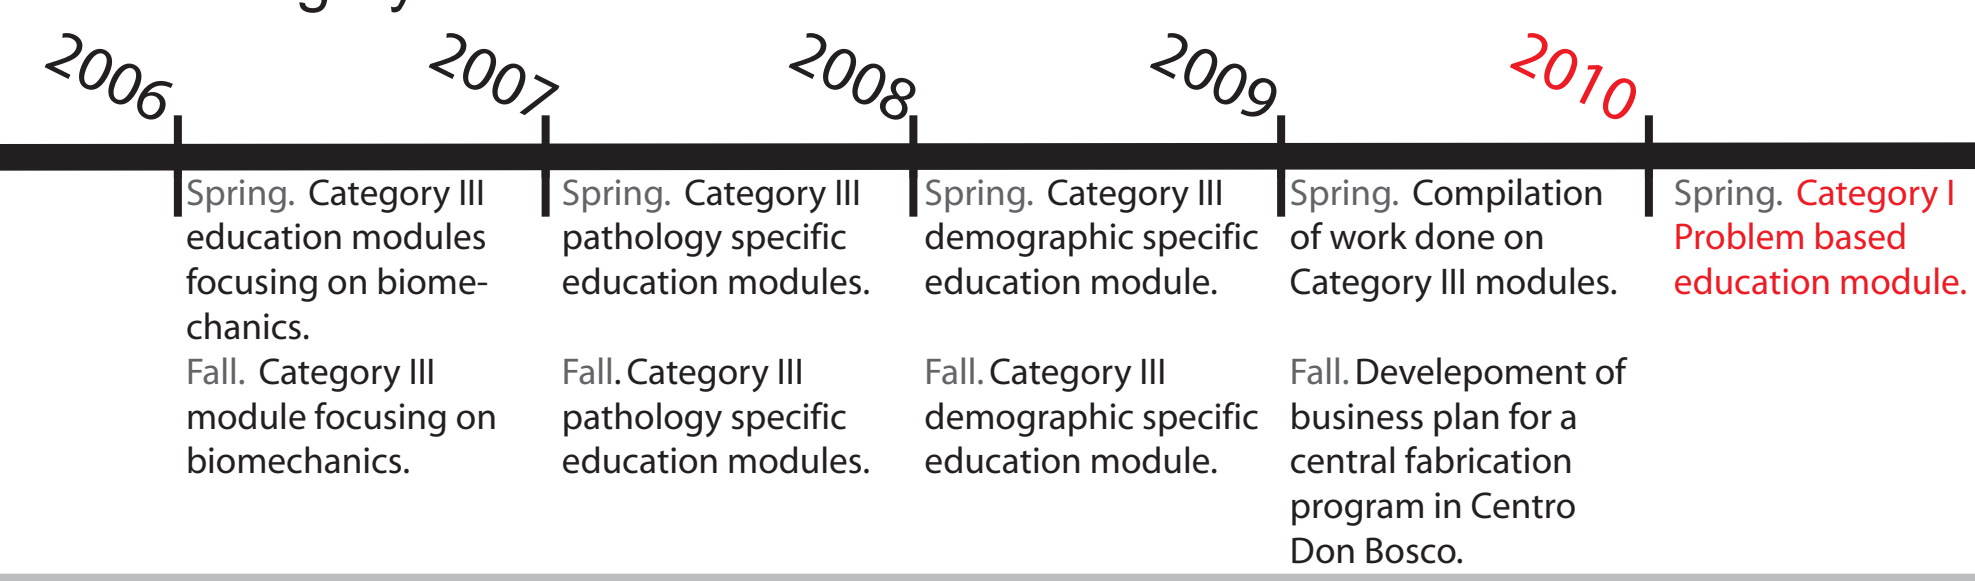 2006
Spring. Category III
education modules
focusing on biome-
chanics.
Fall. Category III
module focusing on
biomechanics.
2007
Spring. Category III
pathology specific
education modules.
Fall. Category III
pathology specific
education modules.
2008
Spring. Category III
demographic specific
education module.
Fall. Category III
demographic specific
education module.
2009
Spring. Compilation
of work done on
Category III modules.
Fall. Develepoment of
business plan for a
central fabrication
program in Centro
Don Bosco.
2010
Spring. Category I
Problem based
education module.